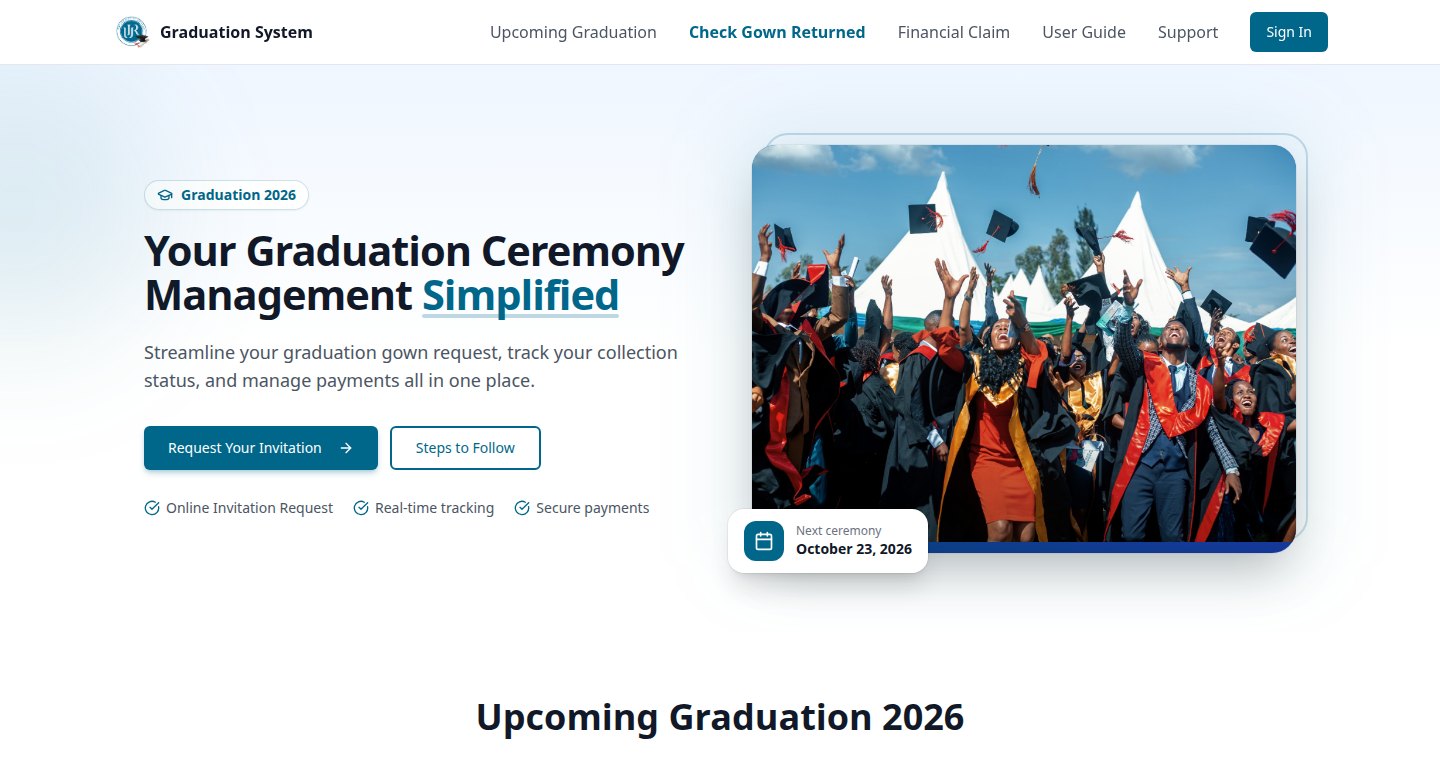 UR
Graduation System
Upcoming Graduation
Check Gown Returned
Financial Claim
User Guide
Support
Sign In
Graduation 2026
Your Graduation Ceremony
Management Simplified
Streamline your graduation gown request, track your collection
status, and manage payments all in one place.
Request Your Invitation
Steps to Follow
Online Invitation Request
Real-time tracking
Secure payments
Next ceremony
October 23, 2026
Upcoming Graduation 2026